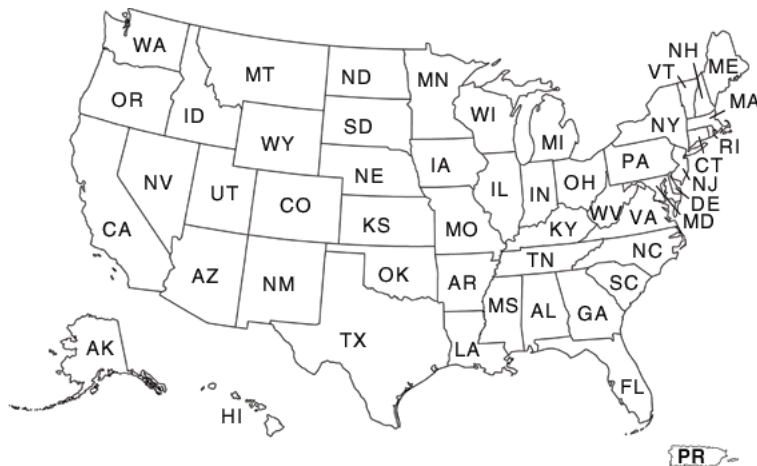 WA
MT
ND
MN
OR
ID
WY
SD
WI
MI
NH
VT
ME
MA
NY
RI
CT
NJ
DE
MD
PA
NV
UT
CO
NE
IA
IL
IN
OH
WV
VA
CA
KS
MO
KY
AZ
NM
OK
AR
TN
NC
SC
MS
AL
GA
TX
LA
FL
AK
HI
PR